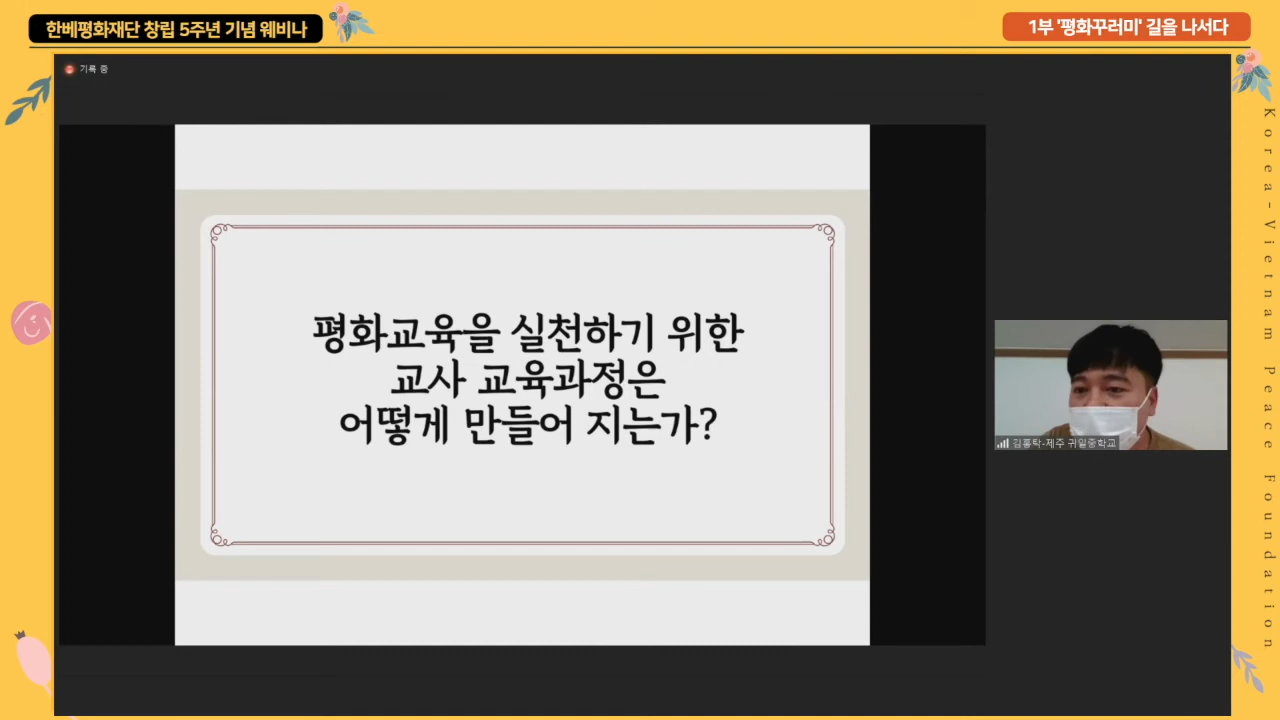 한베평화재단 창립 5주년 기념 웨비나
1부 '평화꾸러미' 길을 나서다
기록 중
평화교육을 실천하기 위한
교사 교육과정은
어떻게 만들어 지는가?
김홍탁-제주 귀일중학교
Korea-Vietnam Peace Foundation